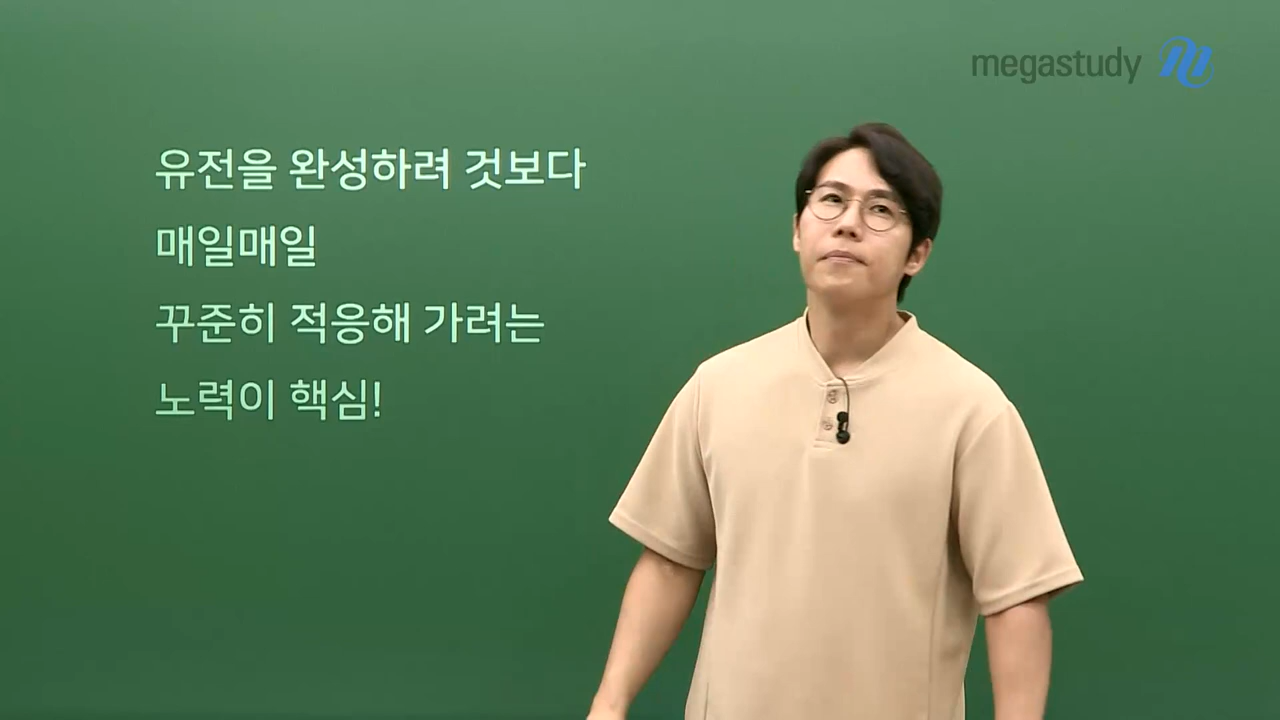 megastudy
유전을 완성하려 것보다
매일매일
꾸준히 적응해 가려는
노력이 핵심!